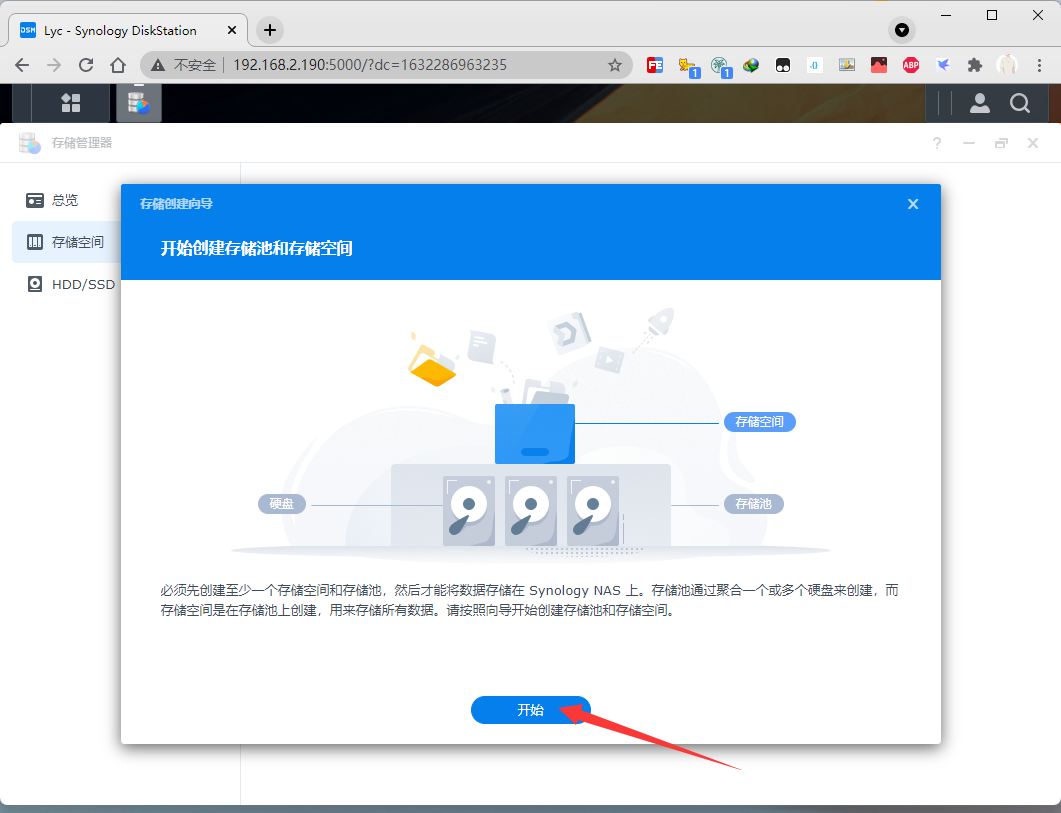 DSM Lyc - Synology DiskStation
不安全 192.168.2.190:5000/?dc=1632286963235
FE
1
1
-0
ABP
存储管理器
?
总览
存储空间
HDD/SSD
存储创建向导
开始创建存储池和存储空间
存储空间
硬盘
存储池
必须先创建至少一个存储空间和存储池，然后才能将数据存储在 Synology NAS 上。存储池通过聚合一个或多个硬盘来创建，而
存储空间是在存储池上创建，用来存储所有数据。请按照向导开始创建存储池和存储空间。
开始